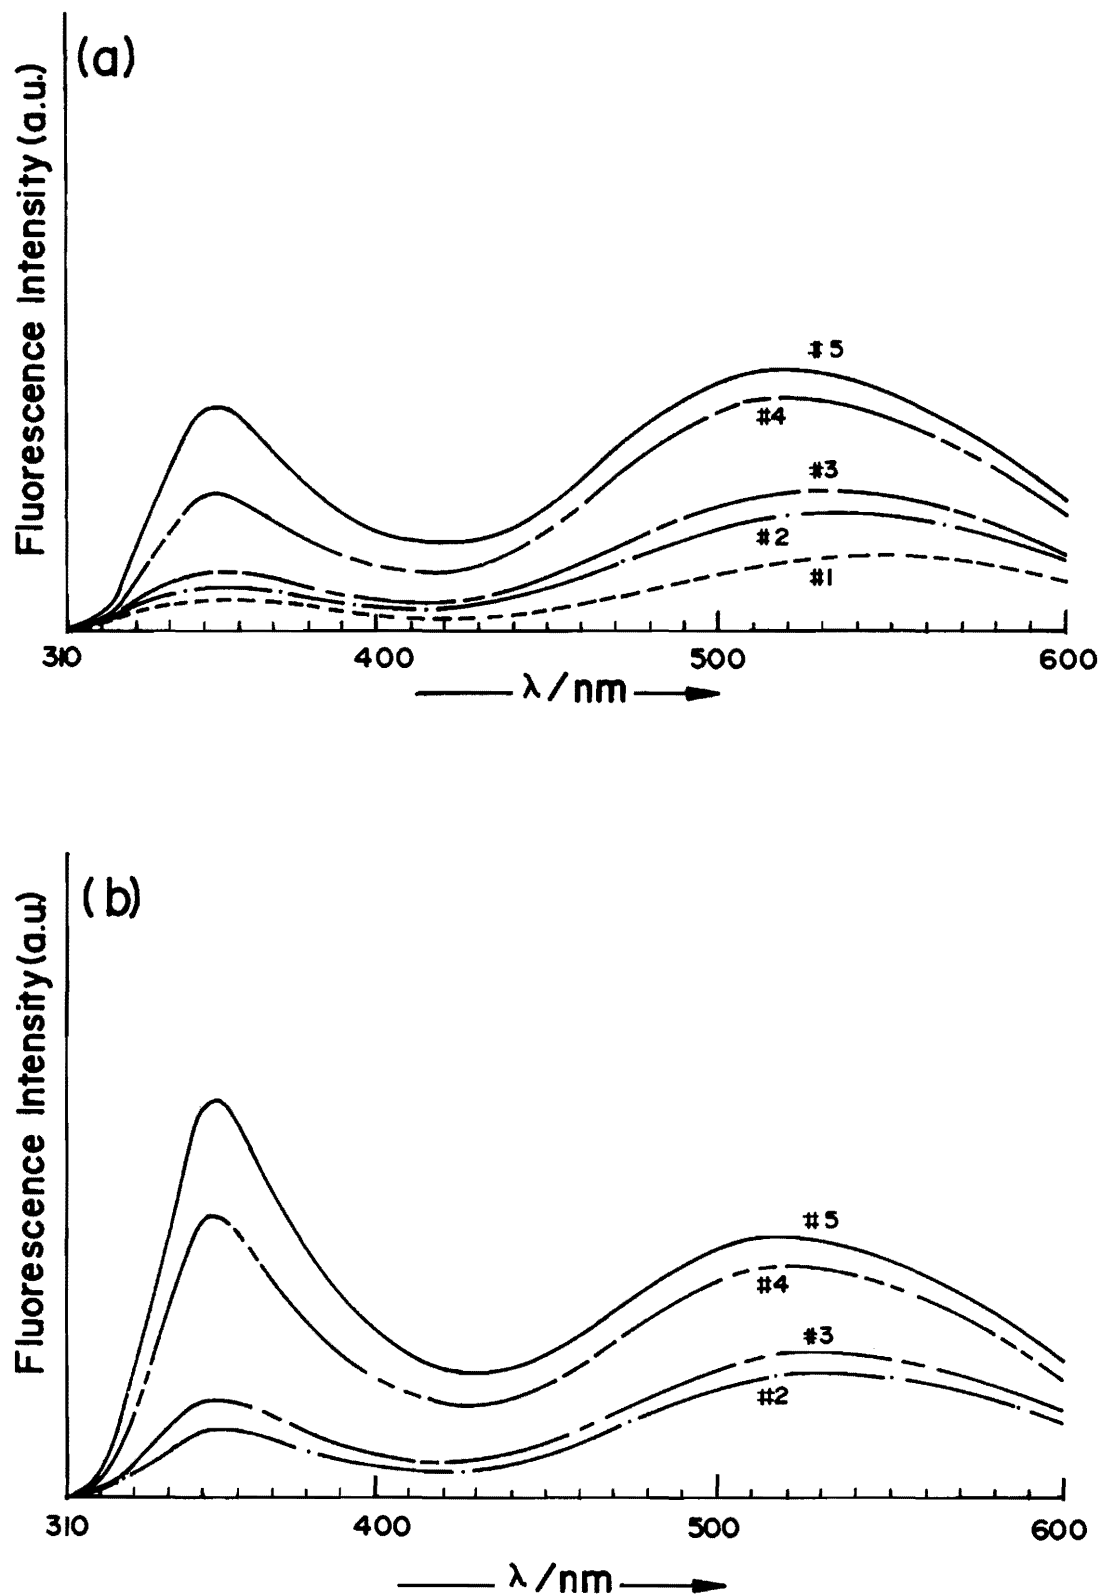 (a)
Fluorescence Intensity (a.u.)
#5
#4
#3
#2
#1
310 400 500 600
λ/nm
(b)
Fluorescence Intensity (a.u)
#5
#4
#3
#2
310 400 500 600
λ/nm